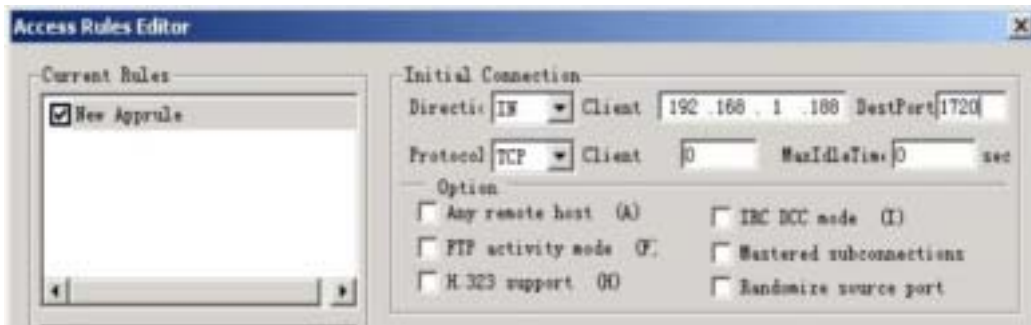 Access Rules Editor
Current Rules
New Apprule
Initial Connection
Directi: IN Client 192 .168 . 1 .188 DestPort 1720
Protocol TCP Client 0 MaxIdleTime 0 sec
Option
Any remote host (A)
IRC DCC mode (I)
FTP activity mode (F)
Mastered subconnections
H.323 support (H)
Randomize source port